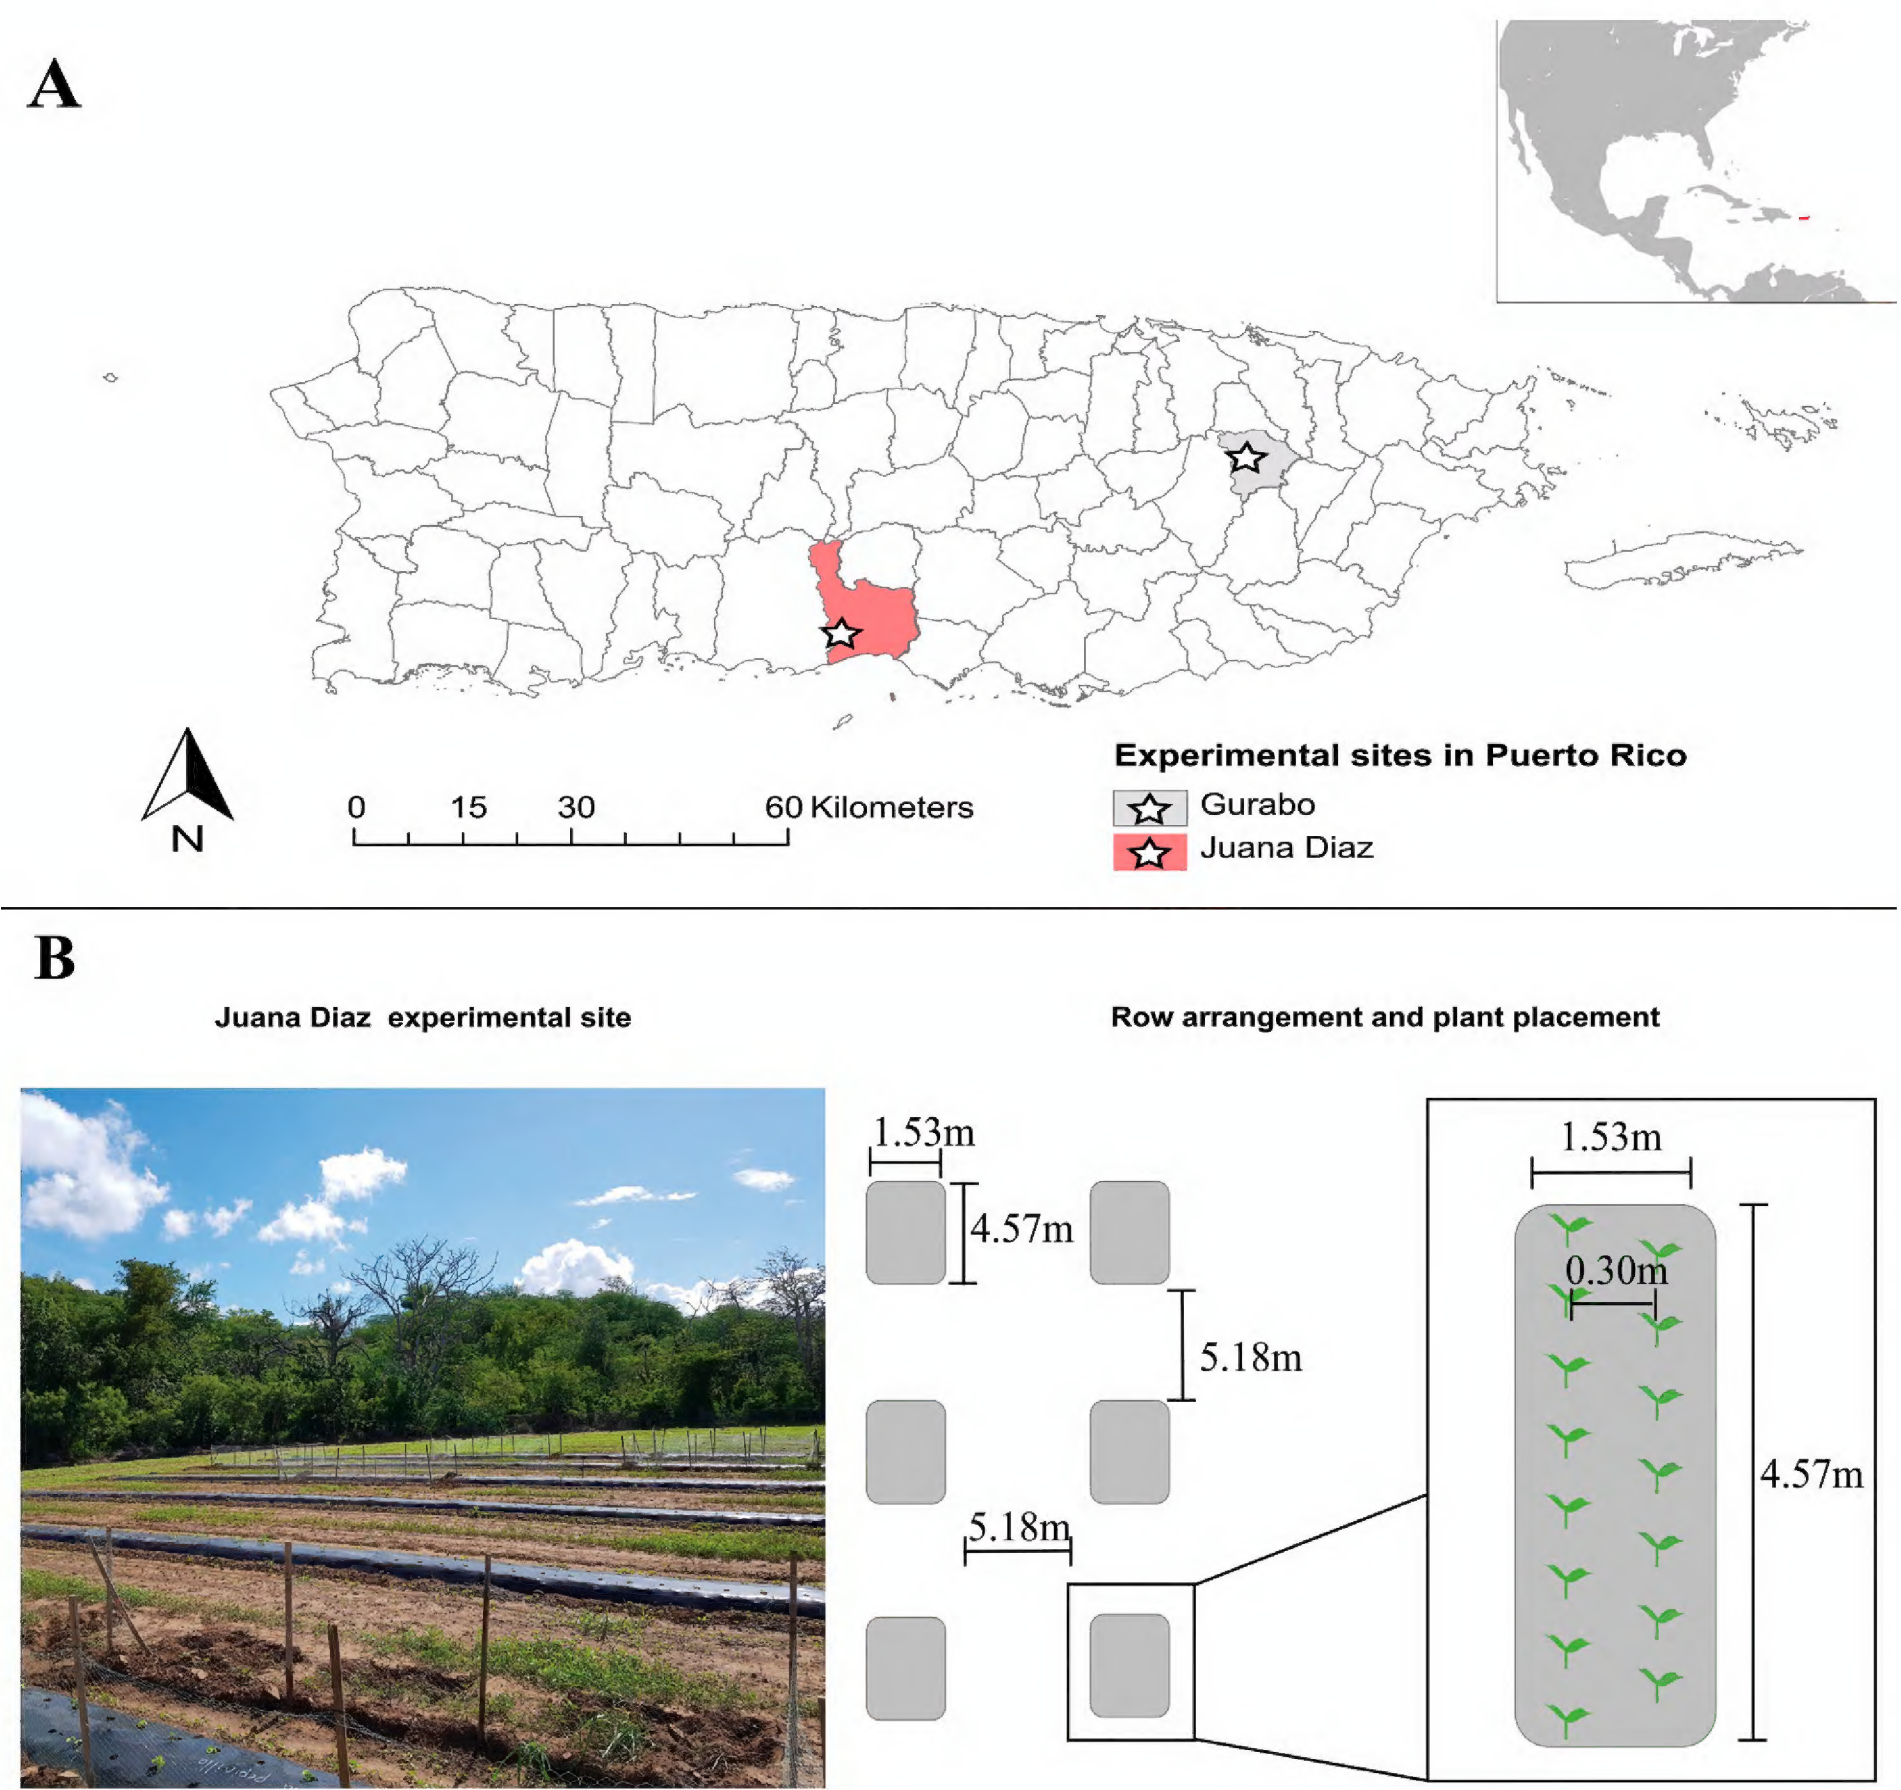 A
N
0 15 30 60 Kilometers
Experimental sites in Puerto Rico
Gurabo
Juana Diaz
B
Juana Diaz experimental site
Row arrangement and plant placement
1.53m
4.57m
5.18m
5.18m
1.53m
0.30m
4.57m
pepinillo